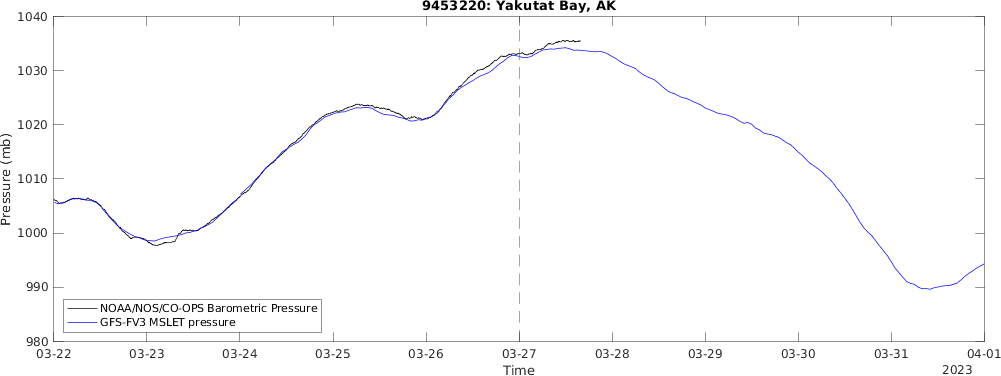 9453220: Yakutat Bay, AK
Pressure (mb)
1040
1030
1020
1010
1000
990
980
NOAA/NOS/CO-OPS Barometric Pressure
GFS-FV3 MSLET pressure
03-22 03-23 03-24 03-25 03-26 03-27 03-28 03-29 03-30 03-31 04-01
Time
2023